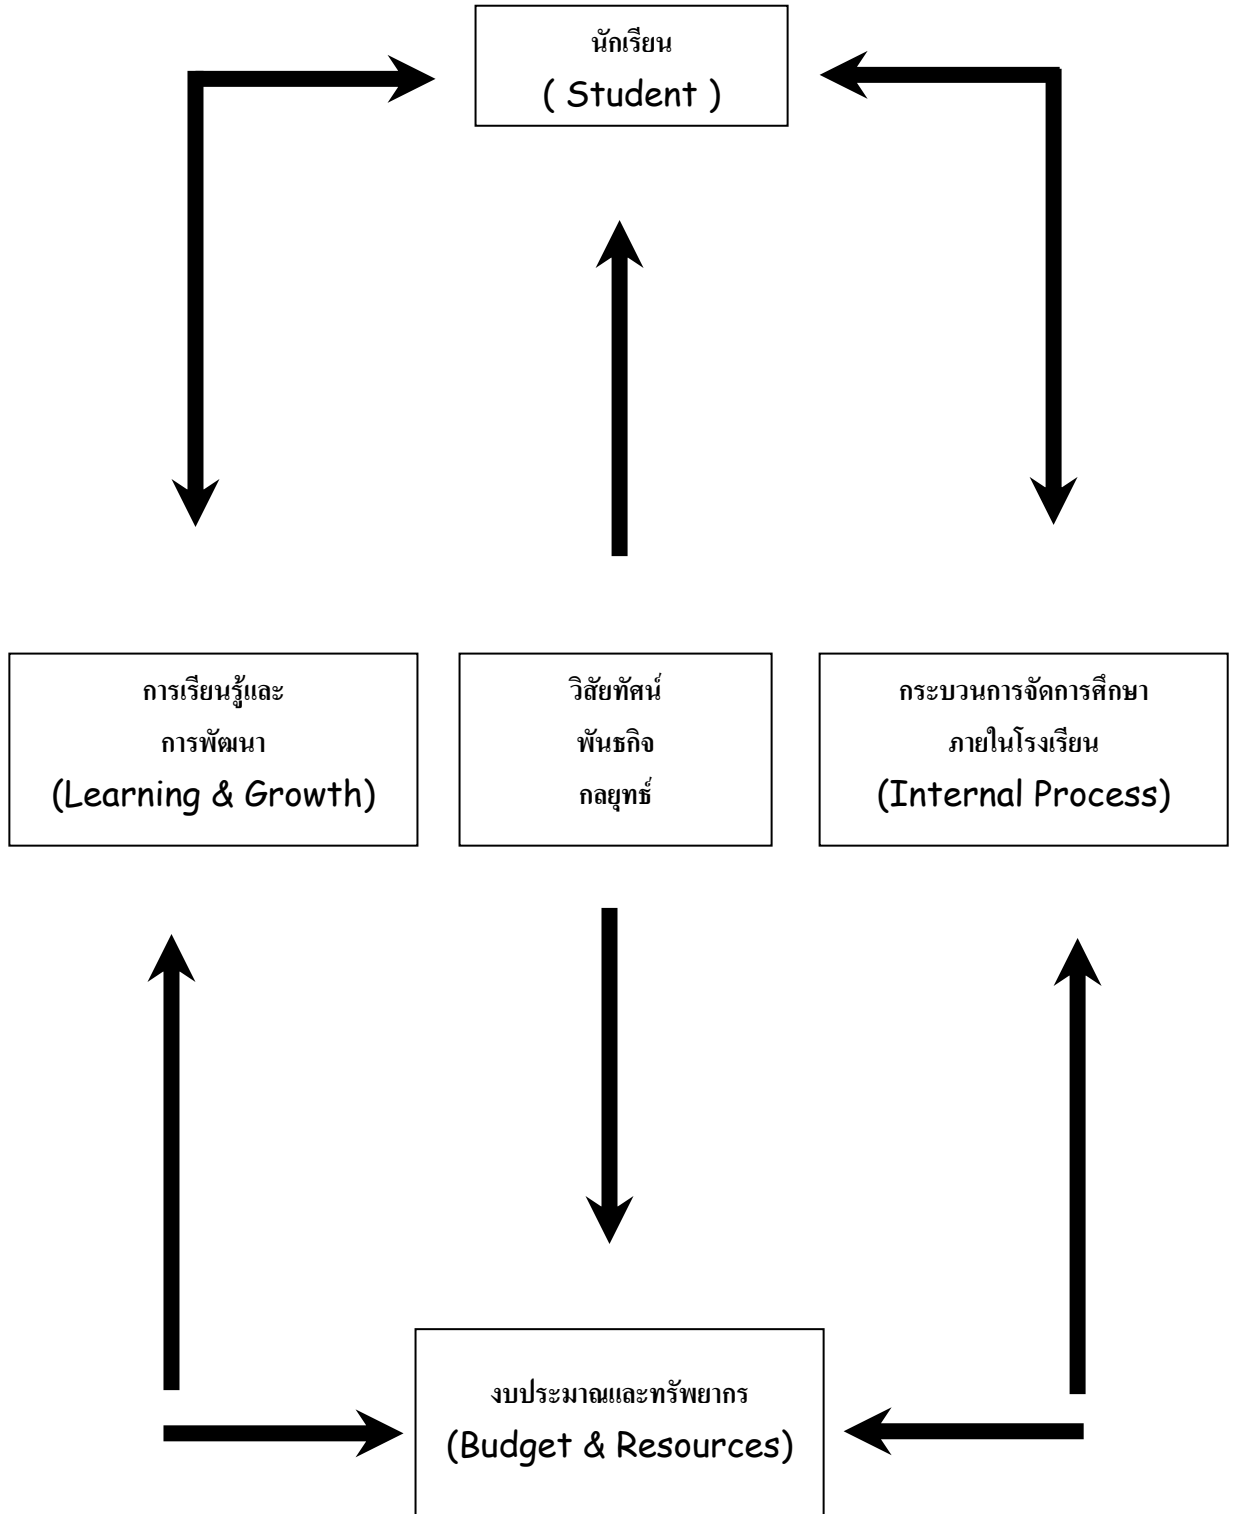 นักเรียน
( Student )
การเรียนรู้และ
การพัฒนา
(Learning & Growth)
วิสัยทัศน์
พันธกิจ
กลยุทธ์
กระบวนการจัดการศึกษา
ภายในโรงเรียน
(Internal Process)
งบประมาณและทรัพยากร
(Budget & Resources)